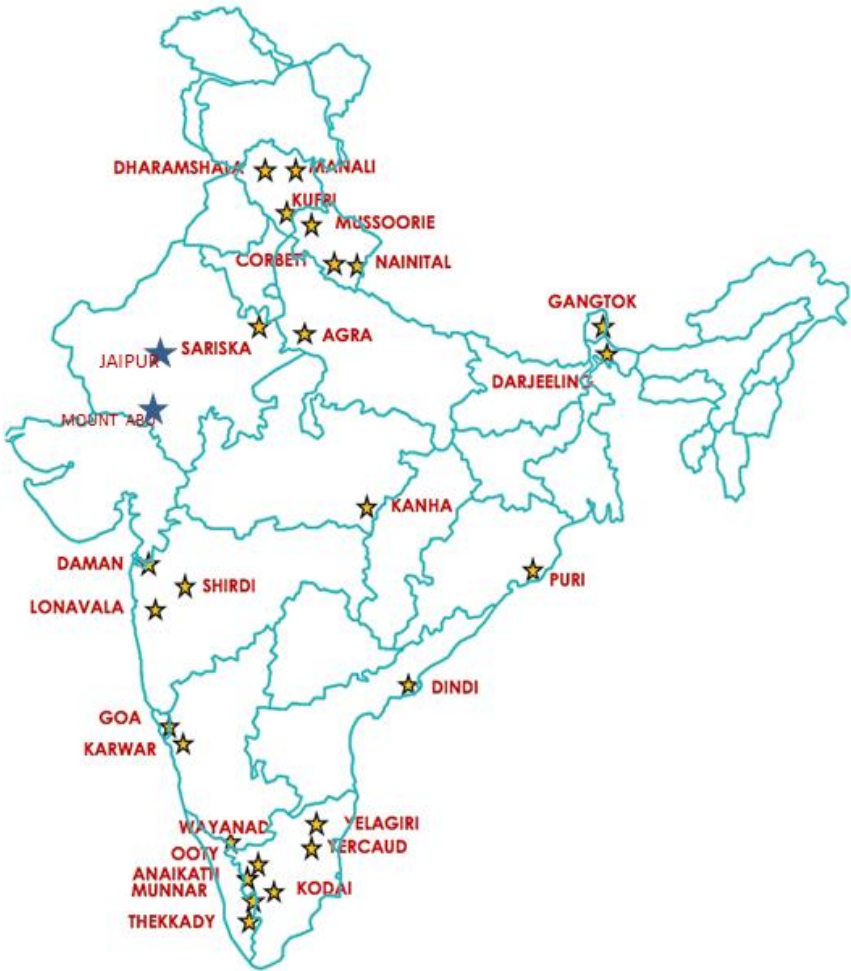 DHARAMSHALA
MANALI
KUFRI
MUSSOORIE
CORBETT
NAINITAL
GANGTOK
SARISKA
AGRA
JAIPUR
DARJEELING
MOUNT ABU
KANHA
DAMAN
SHIRDI
PURI
LONAVALA
DINDI
GOA
KARWAR
WAYANAD
YELAGIRI
OOTY
YERCAUD
ANAIKATTI
MUNNAR
KODAI
THEKKADY